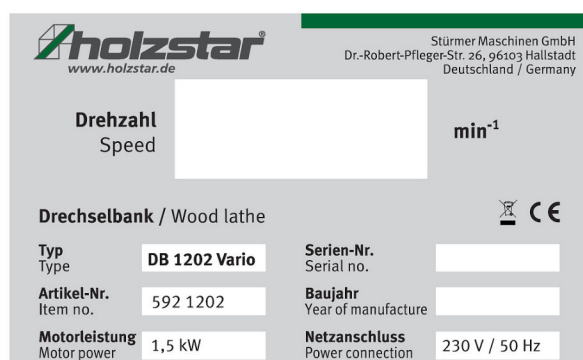 holzstar®
www.holzstar.de
Stürmer Maschinen GmbH
Dr.-Robert-Pfleger-Str. 26, 96103 Hallstadt
Deutschland / Germany
Drehzahl
Speed
min-1
Drechselbank / Wood lathe
CE
Typ
Type
DB 1202 Vario
Serien-Nr.
Serial no.
Artikel-Nr.
Item no.
592 1202
Baujahr
Year of manufacture
Motorleistung
Motor power
1,5 kW
Netzanschluss
Power connection
230 V / 50 Hz